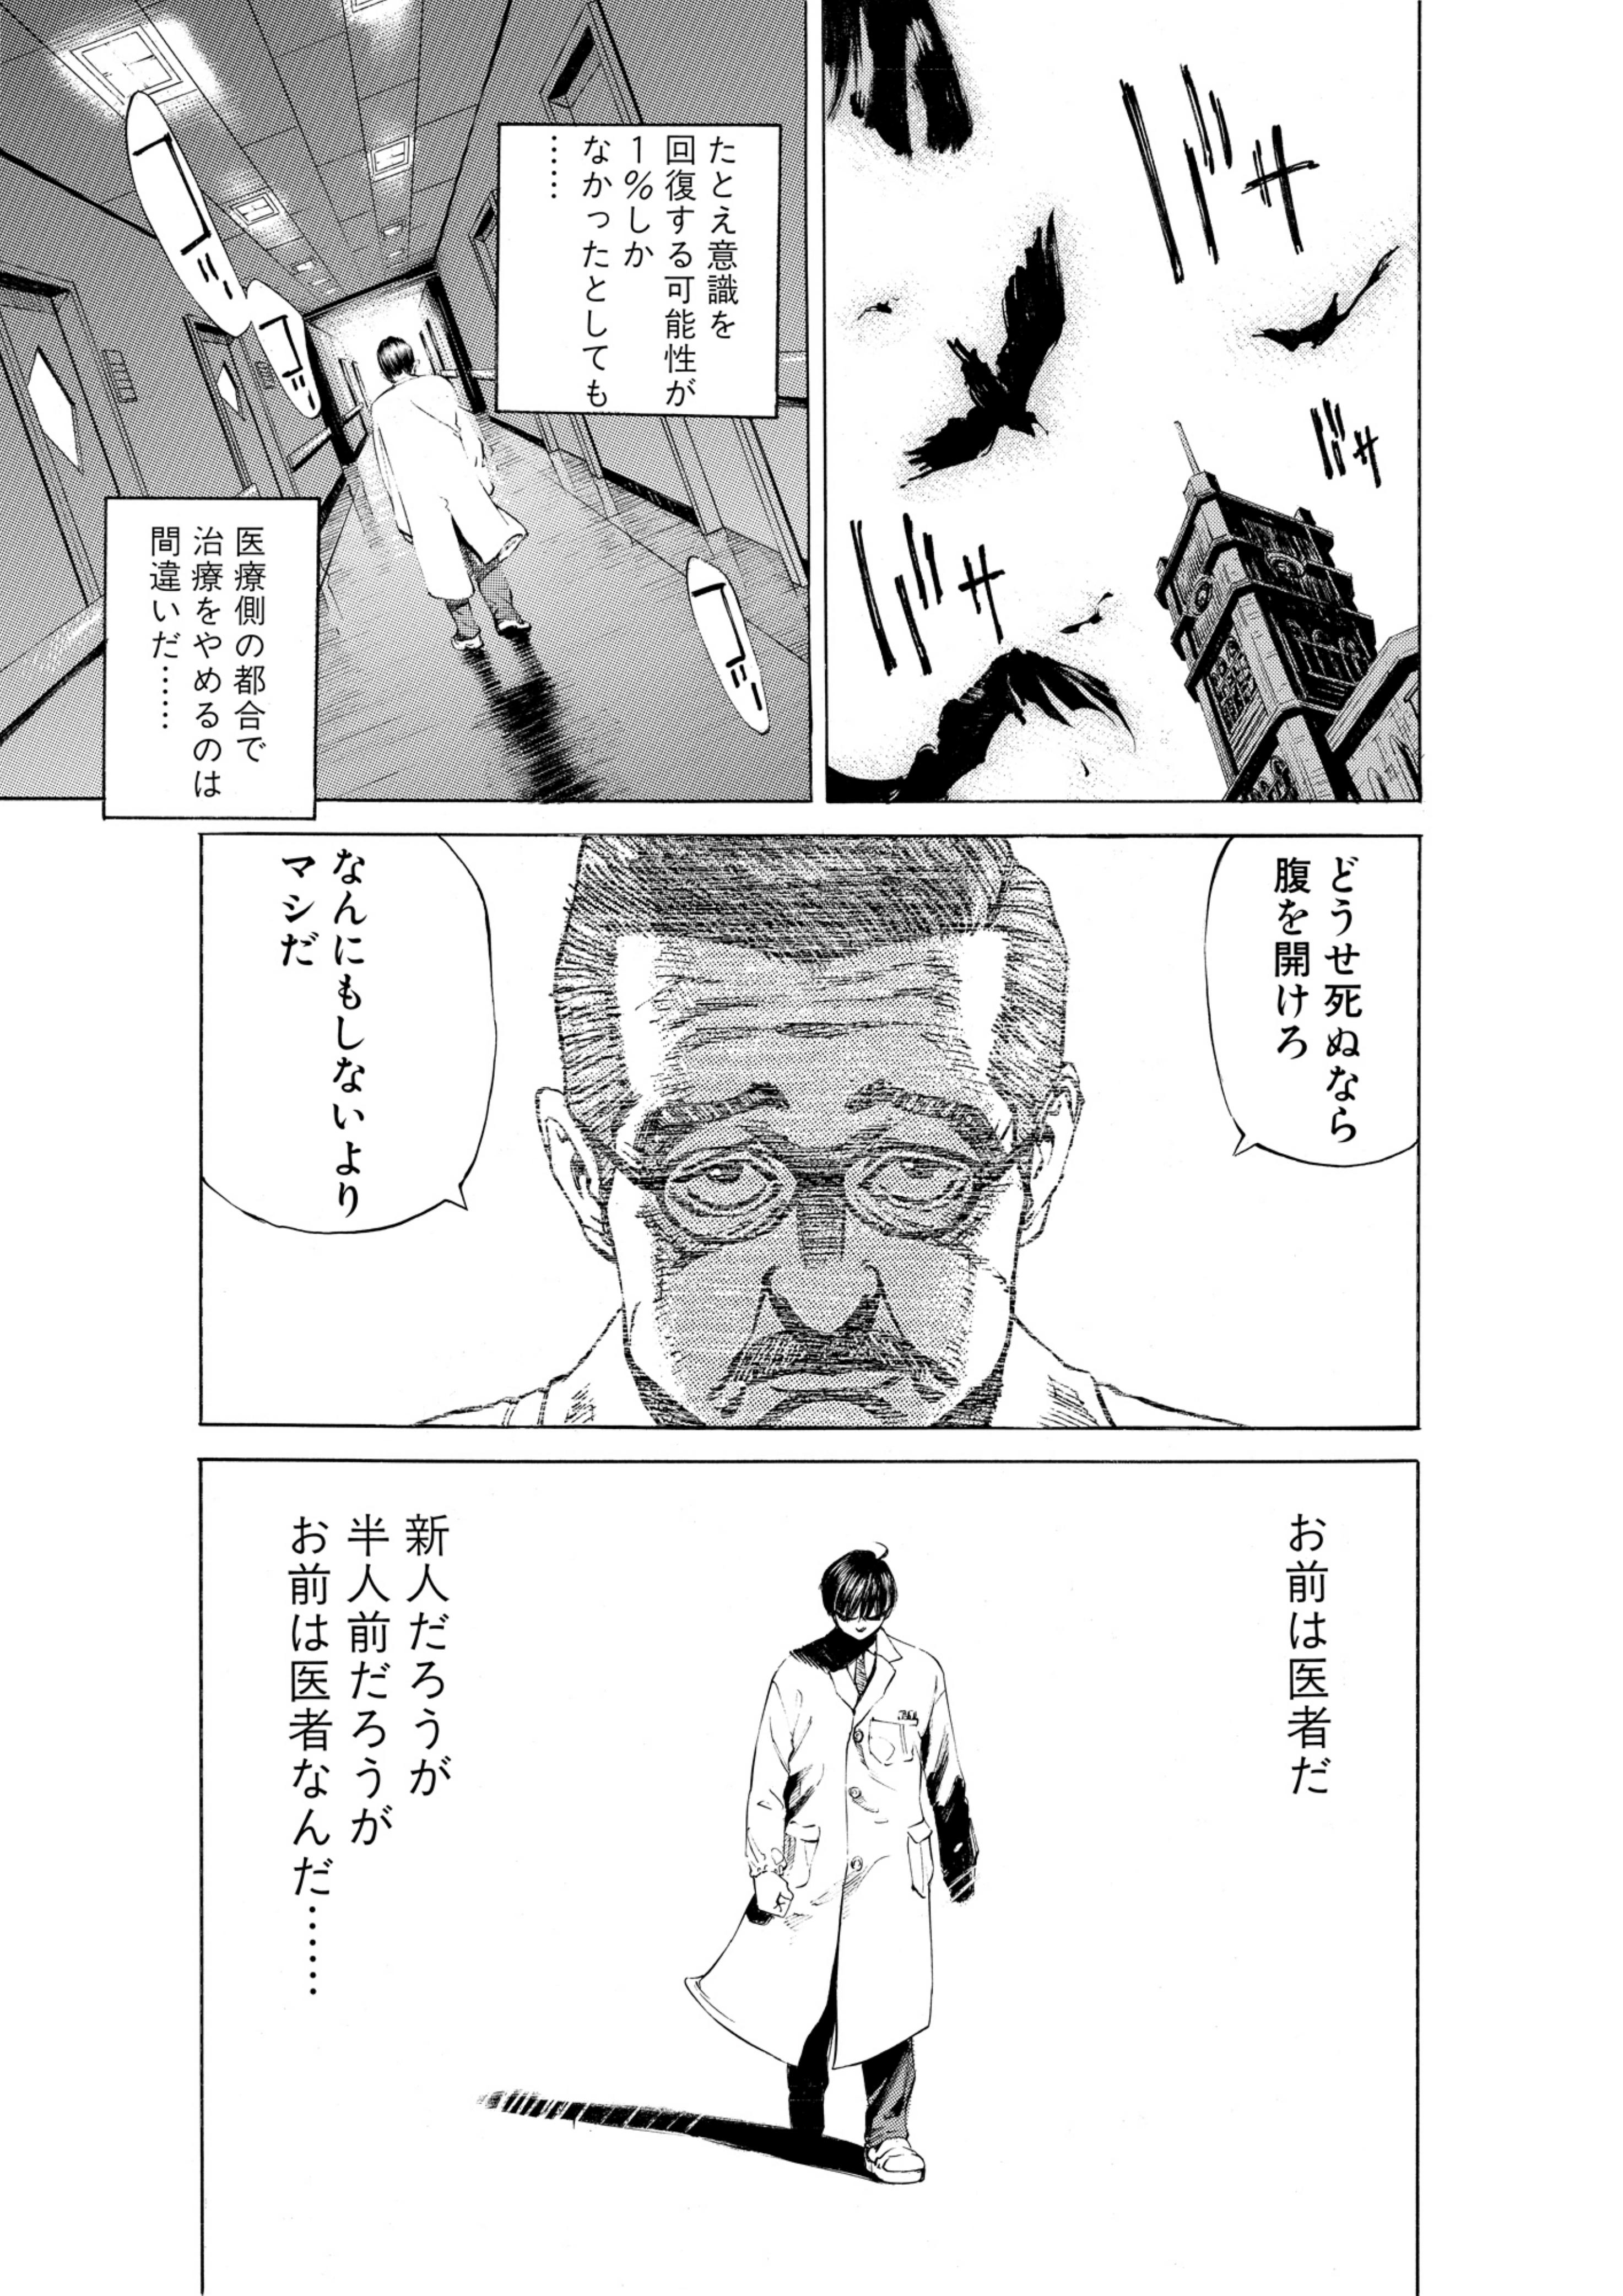 バサ
バサ
バサ
たとえ意識を
回復する可能性が
1%しか
なかったとしても
……
コツ
コツ
コツ
医療側の都合で
治療をやめるのは
間違いだ……
どうせ死ぬなら
腹を開けろ
なんにもしないより
マシだ
お前は医者だ
新人だろうが
半人前だろうが
お前は医者なんだ……